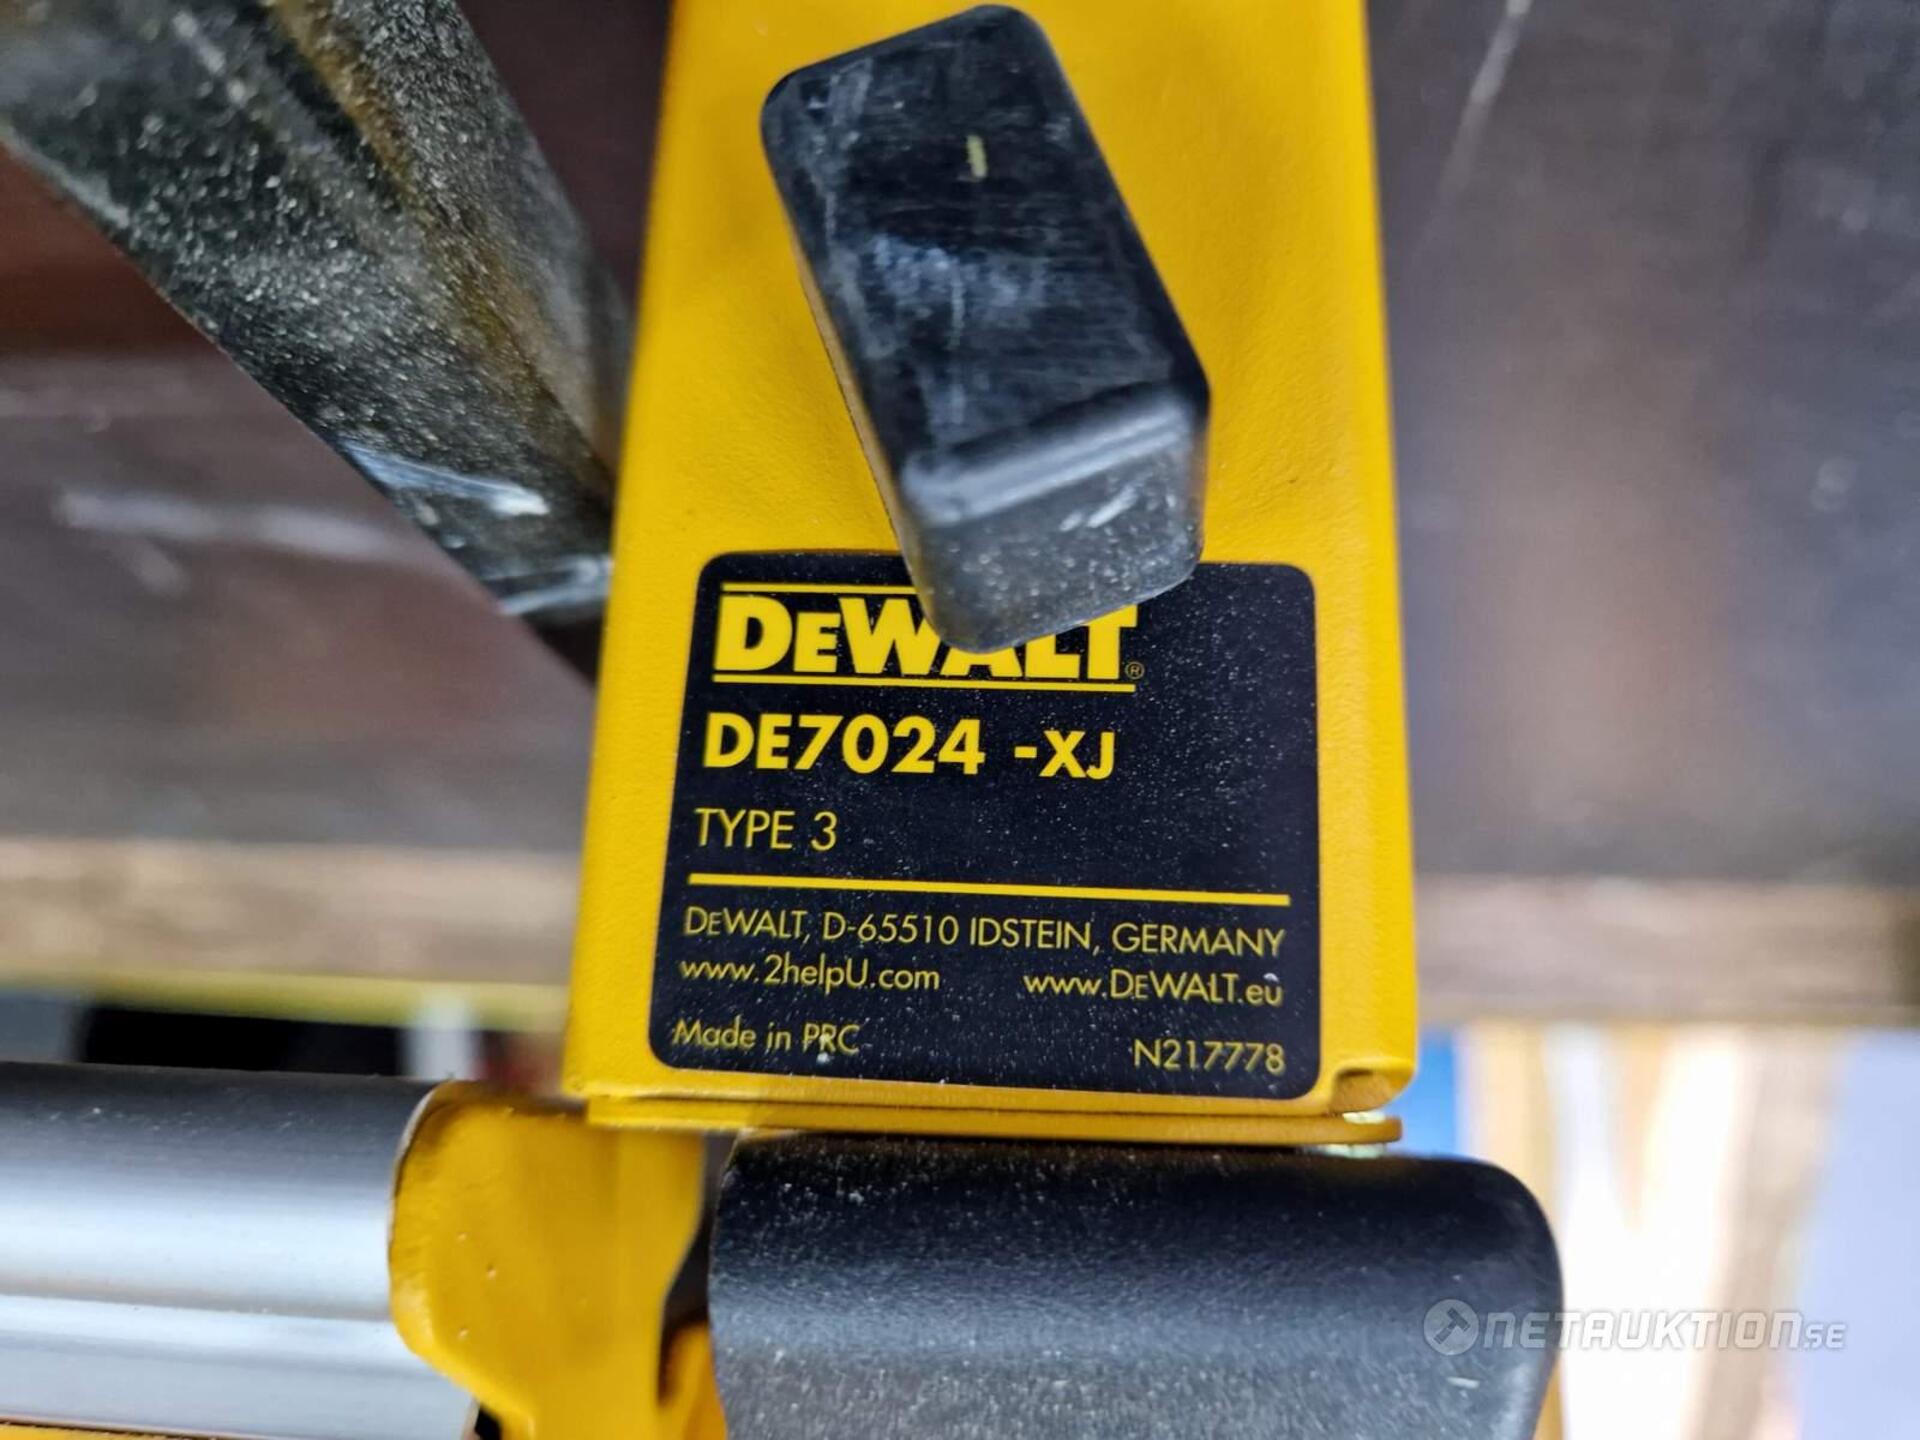 DEWALT®
DE7024 -XJ
TYPE 3
DEWALT, D-65510 IDSTEIN, GERMANY
www.2helpU.com www.DEWALT.eu
Made in PRC N217778
NETAUKTION.SE